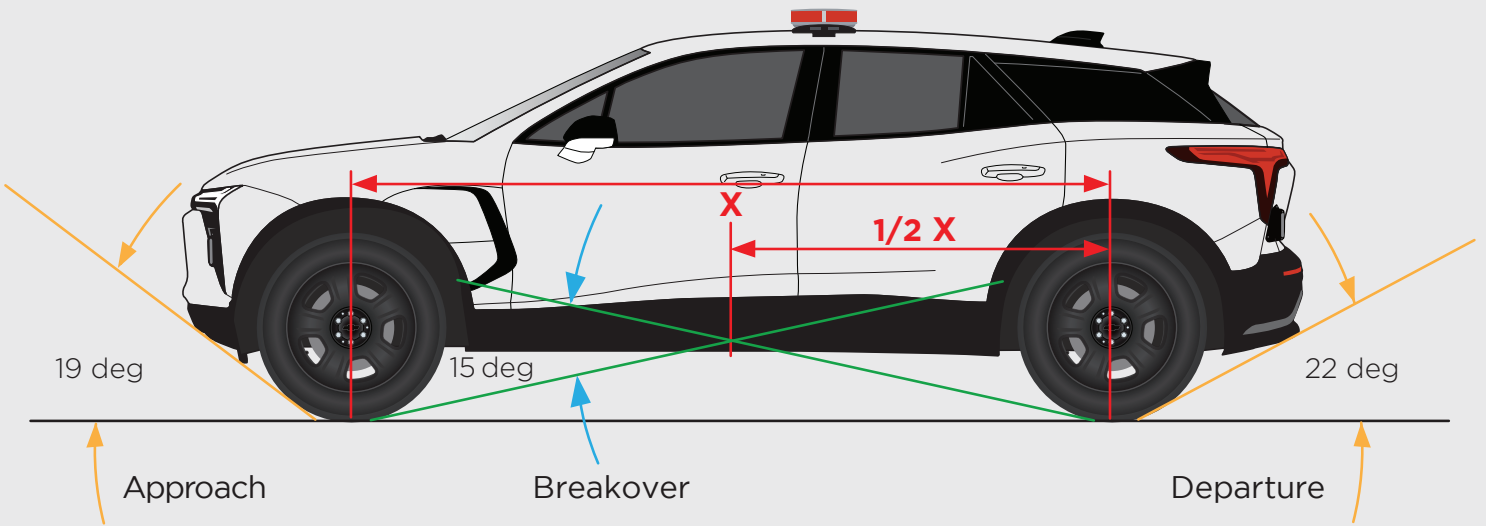 X
1/2 X
19 deg
15 deg
22 deg
Approach
Breakover
Departure